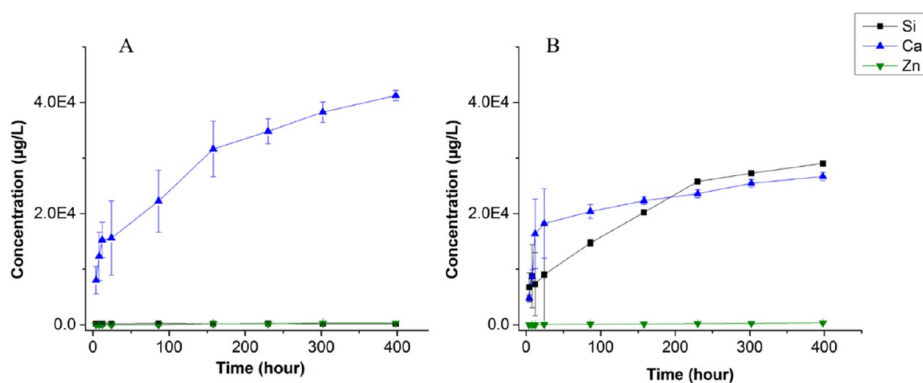 A
B
Si
Ca
Zn
Concentration (µg/L)
4.0E4
2.0E4
0.0
0 100 200 300 400
Time (hour)
Concentration (µg/L)
4.0E4
2.0E4
0.0
0 100 200 300 400
Time (hour)